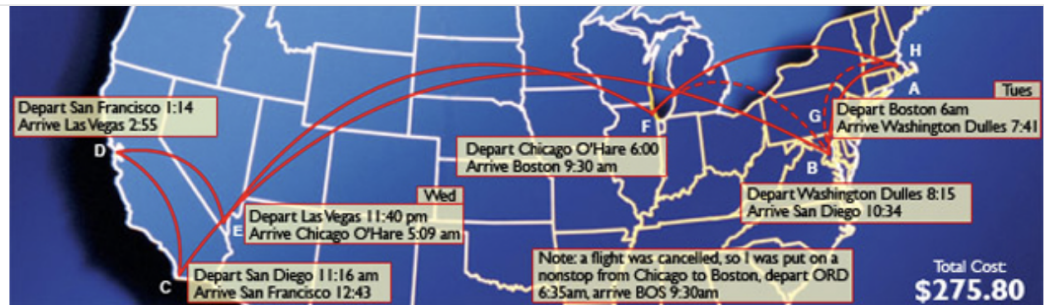 H
A
Tues
Depart San Francisco 1:14
Arrive Las Vegas 2:55
Depart Boston 6am
Arrive Washington Dulles 7:41
G
F
D
Depart Chicago O'Hare 6:00
Arrive Boston 9:30 am
B
Wed
Depart Washington Dulles 8:15
Arrive San Diego 10:34
Depart Las Vegas 11:40 pm
Arrive Chicago O'Hare 5:09 am
E
Note: a flight was cancelled, so I was put on a
nonstop from Chicago to Boston, depart ORD
6:35am, arrive BOS 9:30am
Depart San Diego 11:16 am
Arrive San Francisco 12:43
C
Total Cost:
$275.80